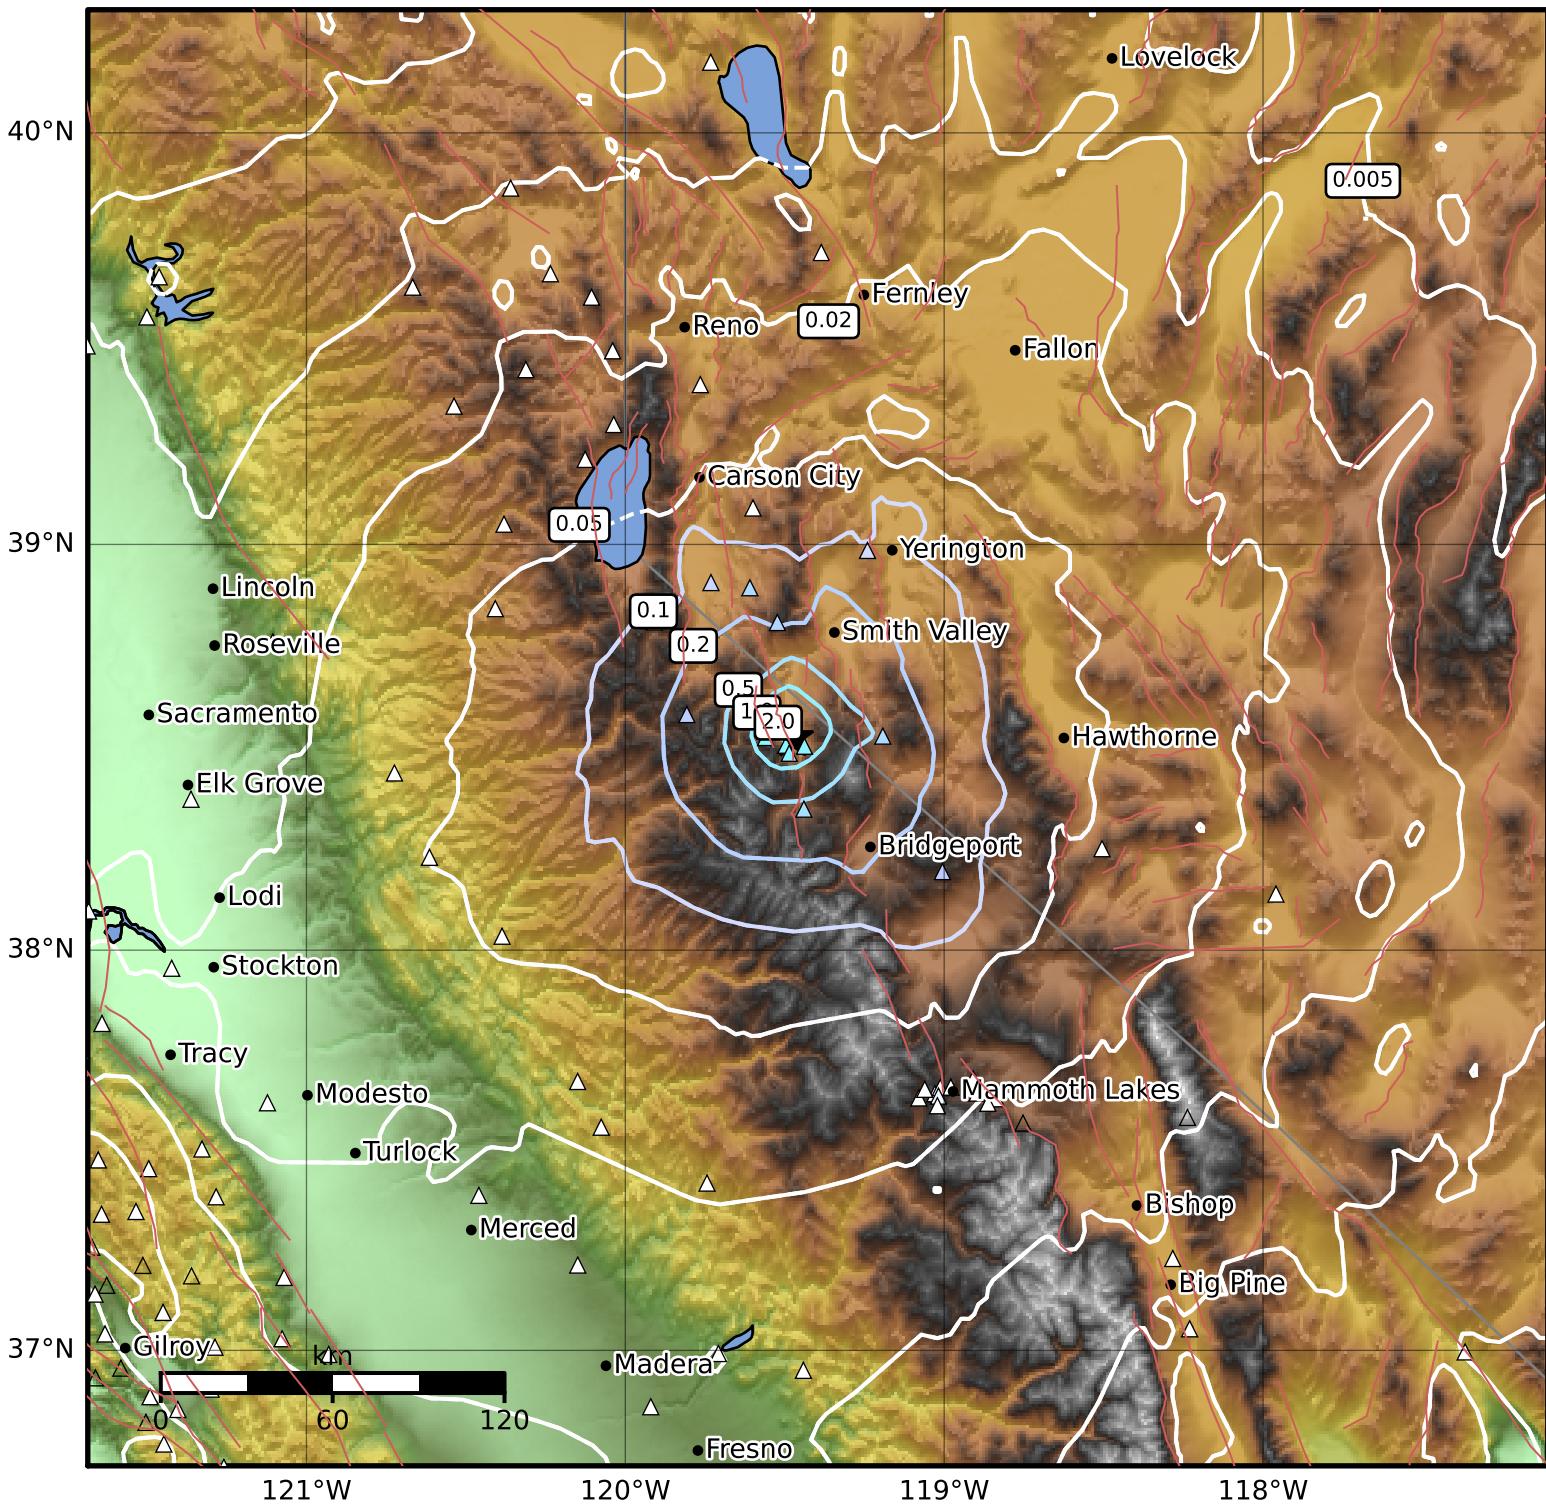 Lovelock
40°N
0.005
Fernley
0.02
Reno
Fallon
Carson City
0.05
39°N
Yerington
Lincoln
0.1
Smith Valley
Roseville
0.2
0.5
Sacramento
2.0
Hawthorne
Elk Grove
Bridgeport
Lodi
38°N
Stockton
Tracy
Mammoth Lakes
Modesto
Turlock
Bishop
Merced
Big Pine
37°N
Gilroy
km
Madera
0
60
120
Fresno
121°W
120°W
119°W
118°W